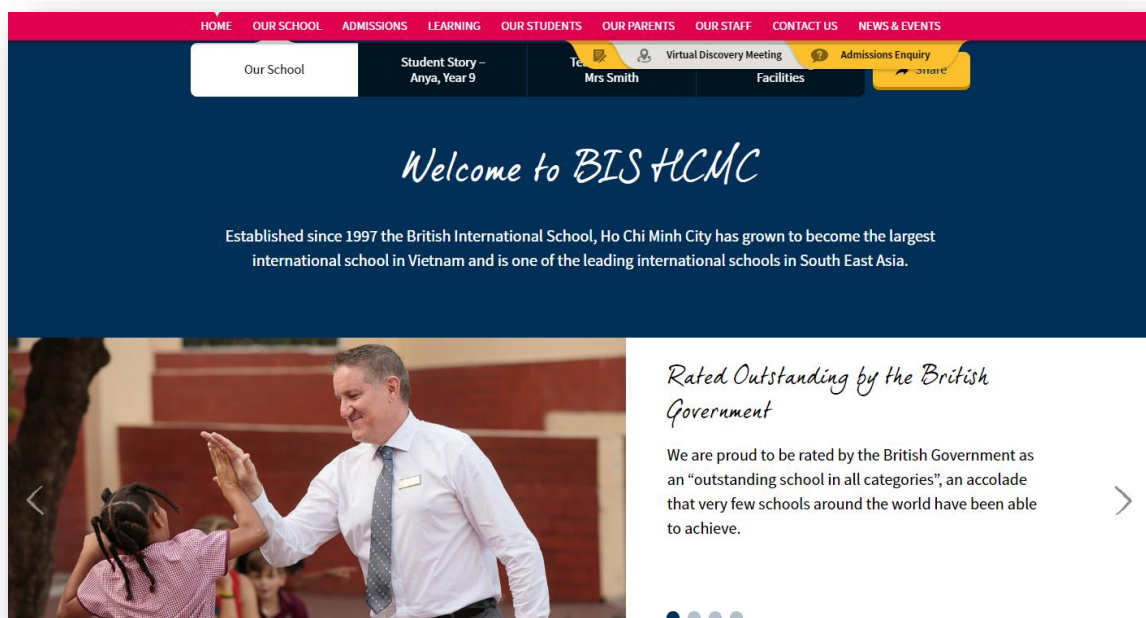 HOME OUR SCHOOL ADMISSIONS LEARNING OUR STUDENTS OUR PARENTS OUR STAFF CONTACT US NEWS & EVENTS
Virtual Discovery Meeting Admissions Enquiry
Our School
Student Story –
Anya, Year 9
Mrs Smith
Facilities
Share
Welcome to BIS HCMC
Established since 1997 the British International School, Ho Chi Minh City has grown to become the largest
international school in Vietnam and is one of the leading international schools in South East Asia.
Rated Outstanding by the British
Government
We are proud to be rated by the British Government as
an “outstanding school in all categories”, an accolade
that very few schools around the world have been able
to achieve.